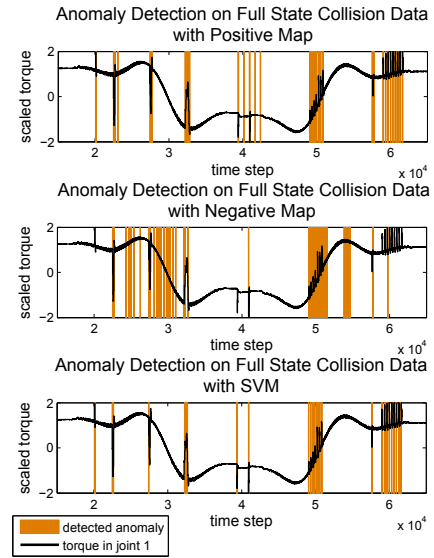 Anomaly Detection on Full State Collision Data
with Positive Map
scaled torque
2
0
−2
2 3 4 5 6
time step
x 10^4
Anomaly Detection on Full State Collision Data
with Negative Map
scaled torque
2
0
−2
2 3 4 5 6
time step
x 10^4
Anomaly Detection on Full State Collision Data
with SVM
scaled torque
2
0
−2
2 3 4 5 6
time step
x 10^4
detected anomaly
torque in joint 1